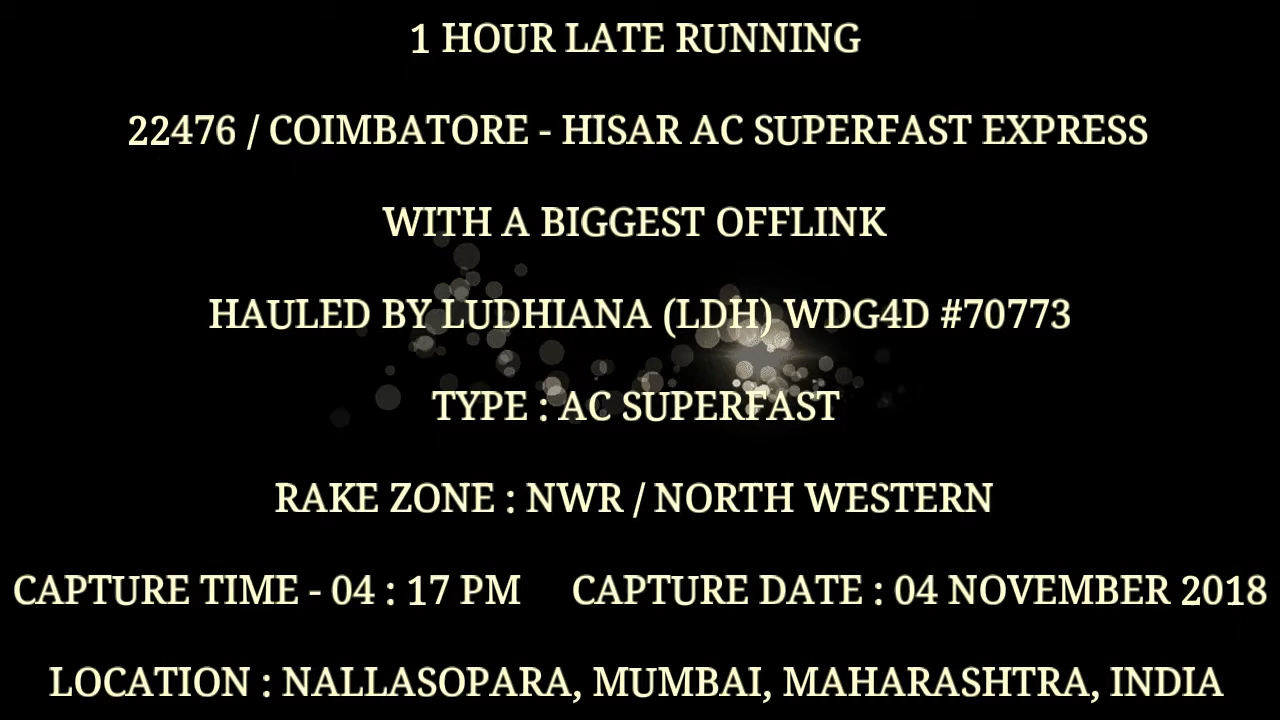 1 HOUR LATE RUNNING
22476 / COIMBATORE - HISAR AC SUPERFAST EXPRESS
WITH A BIGGEST OFFLINK
HAULED BY LUDHIANA (LDH) WDG4D #70773
TYPE : AC SUPERFAST
RAKE ZONE : NWR / NORTH WESTERN
CAPTURE TIME - 04 : 17 PM CAPTURE DATE : 04 NOVEMBER 2018
LOCATION : NALLASOPARA, MUMBAI, MAHARASHTRA, INDIA